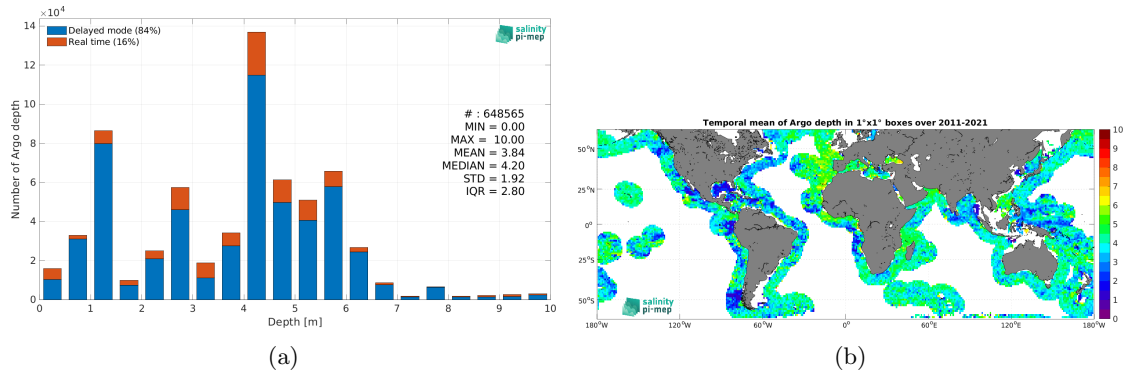 ×10⁴
14
12
10
8
6
4
2
0
Number of Argo depth
Delayed mode (84%)
Real time (16%)
salinity
pi-mep
# : 648565
MIN = 0.00
MAX = 10.00
MEAN = 3.84
MEDIAN = 4.20
STD = 1.92
IQR = 2.80
0 1 2 3 4 5 6 7 8 9 10
Depth [m]
(a)
Temporal mean of Argo depth in 1°x1° boxes over 2011-2021
50°N
25°N
0°
25°S
50°S
salinity
pi-mep
180°W 120°W 60°W 0° 60°E 120°E 180°W
10
9
8
7
6
5
4
3
2
1
0
(b)